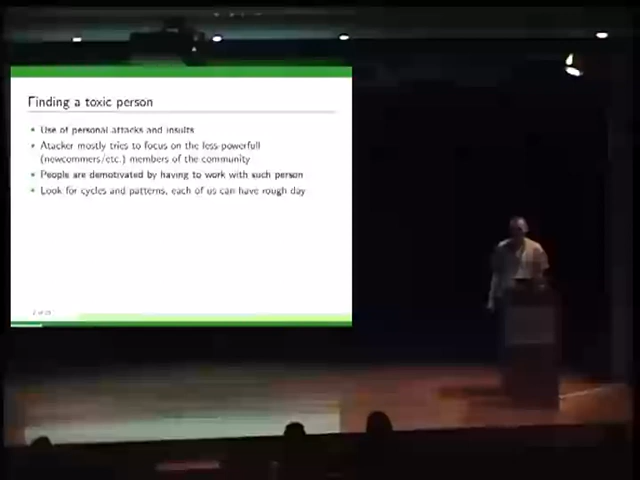 Finding a toxic person
Use of personal attacks and insults
Attacker mostly tries to focus on the less powerfull
(newcommers/etc.) members of the community
People are demotivated by having to work with such person
Look for cycles and patterns, each of us can have rough day